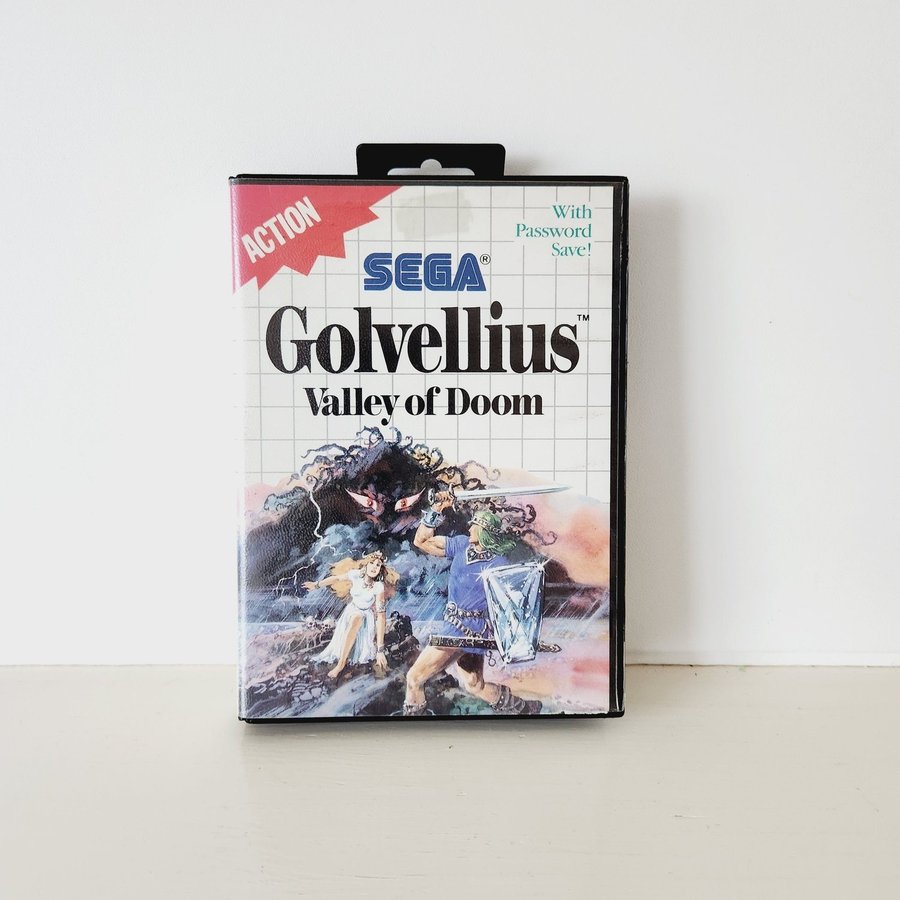 ACTION
With
Password
Save!
SEGA®
Golvellius™
Valley of Doom